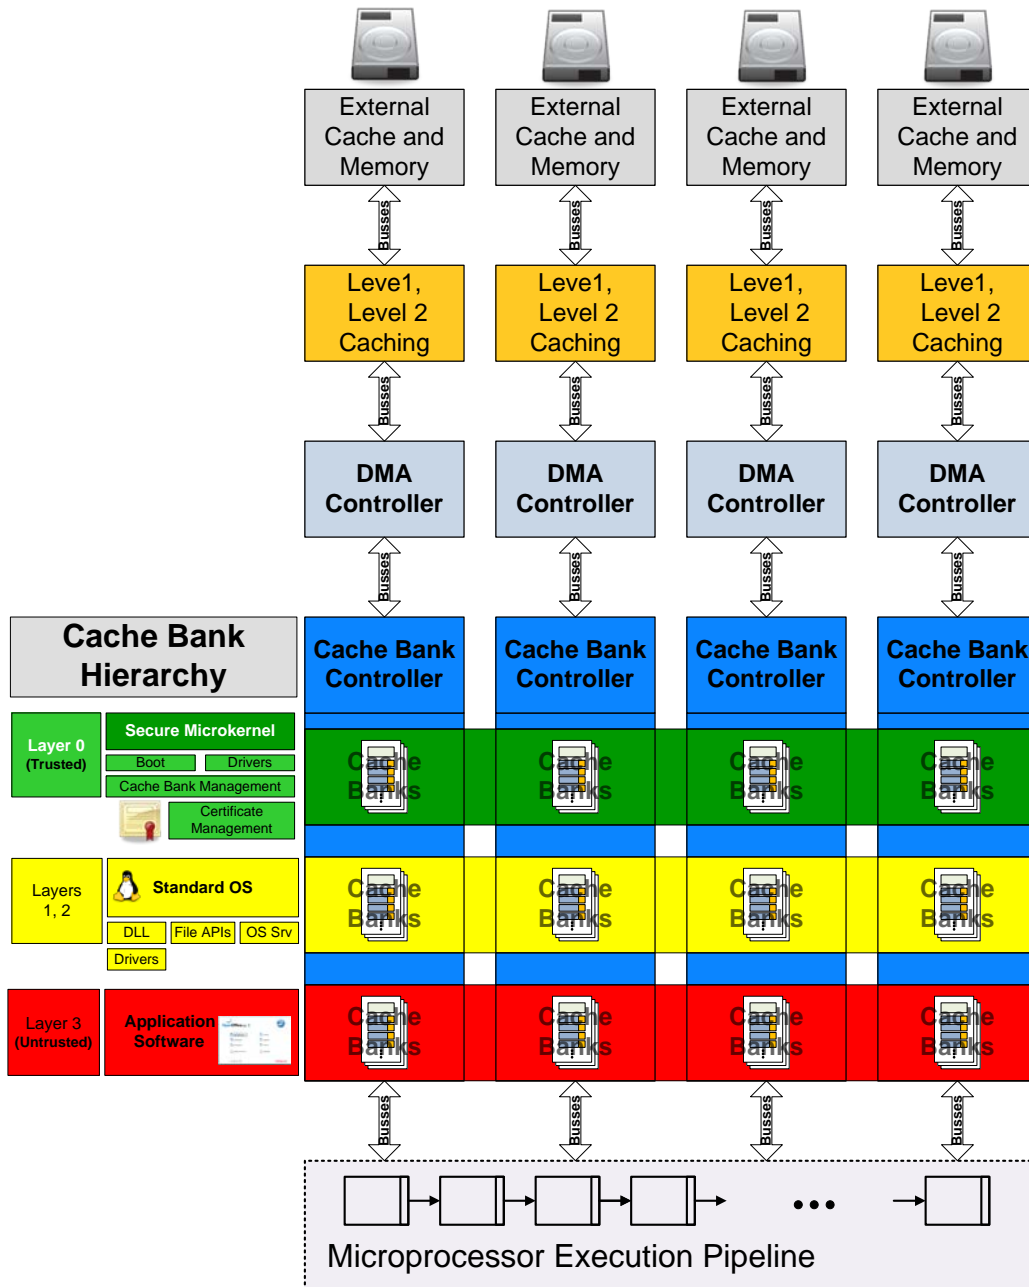 External
Cache and
Memory
External
Cache and
Memory
External
Cache and
Memory
External
Cache and
Memory
Busses
Busses
Busses
Busses
Leve1,
Level 2
Caching
Leve1,
Level 2
Caching
Leve1,
Level 2
Caching
Leve1,
Level 2
Caching
Busses
Busses
Busses
Busses
DMA
Controller
DMA
Controller
DMA
Controller
DMA
Controller
Busses
Busses
Busses
Busses
Cache Bank
Hierarchy
Cache Bank
Controller
Cache Bank
Controller
Cache Bank
Controller
Cache Bank
Controller
Layer 0
(Trusted)
Secure Microkernel
Boot
Drivers
Cache Bank Management
Certificate
Management
Cache
Banks
Cache
Banks
Cache
Banks
Cache
Banks
Layers
1, 2
Standard OS
DLL
File APIs
OS Srv
Drivers
Cache
Banks
Cache
Banks
Cache
Banks
Cache
Banks
Layer 3
(Untrusted)
Application
Software
Cache
Banks
Cache
Banks
Cache
Banks
Cache
Banks
Busses
Busses
Busses
Busses
Microprocessor Execution Pipeline